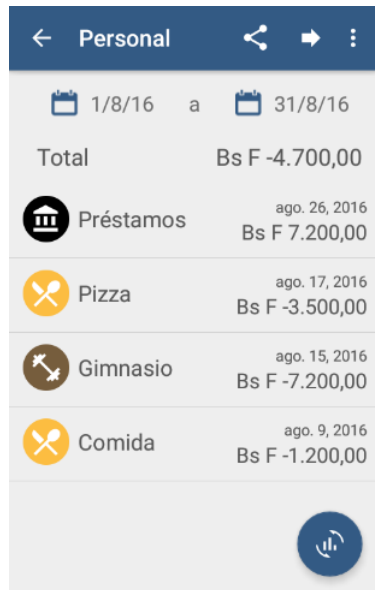 Personal
1/8/16 a 31/8/16
Total Bs F -4.700,00
ago. 26, 2016
Préstamos Bs F 7.200,00
ago. 17, 2016
Pizza Bs F -3.500,00
ago. 15, 2016
Gimnasio Bs F -7.200,00
ago. 9, 2016
Comida Bs F -1.200,00